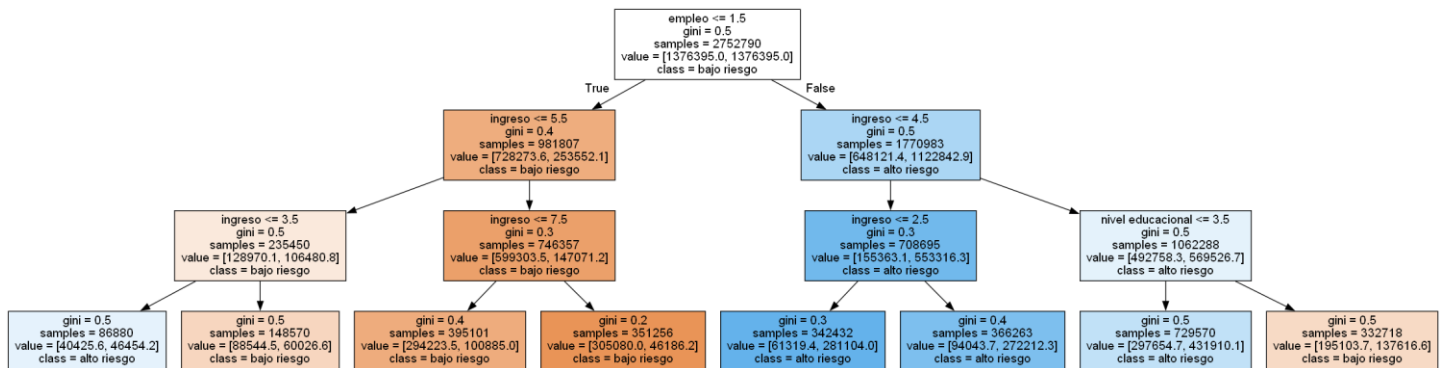 empleo <= 1.5
gini = 0.5
samples = 2752790
value = [1376395.0, 1376395.0]
class = bajo riesgo
True
False
ingreso <= 5.5
gini = 0.4
samples = 981807
value = [728273.6, 253552.1]
class = bajo riesgo
ingreso <= 4.5
gini = 0.5
samples = 1770983
value = [648121.4, 1122842.9]
class = alto riesgo
ingreso <= 3.5
gini = 0.5
samples = 235450
value = [128970.1, 106480.8]
class = bajo riesgo
ingreso <= 7.5
gini = 0.3
samples = 746357
value = [599303.5, 147071.2]
class = bajo riesgo
ingreso <= 2.5
gini = 0.3
samples = 708695
value = [155363.1, 553316.3]
class = alto riesgo
nivel educacional <= 3.5
gini = 0.5
samples = 1062288
value = [492758.3, 569526.7]
class = alto riesgo
gini = 0.5
samples = 86880
value = [40425.6, 46454.2]
class = alto riesgo
gini = 0.5
samples = 148570
value = [88544.5, 60026.6]
class = bajo riesgo
gini = 0.4
samples = 395101
value = [294223.5, 100885.0]
class = bajo riesgo
gini = 0.2
samples = 351256
value = [305080.0, 46186.2]
class = bajo riesgo
gini = 0.3
samples = 342432
value = [61319.4, 281104.0]
class = alto riesgo
gini = 0.4
samples = 366263
value = [94043.7, 272212.3]
class = alto riesgo
gini = 0.5
samples = 729570
value = [297654.7, 431910.1]
class = alto riesgo
gini = 0.5
samples = 332718
value = [195103.7, 137616.6]
class = bajo riesgo